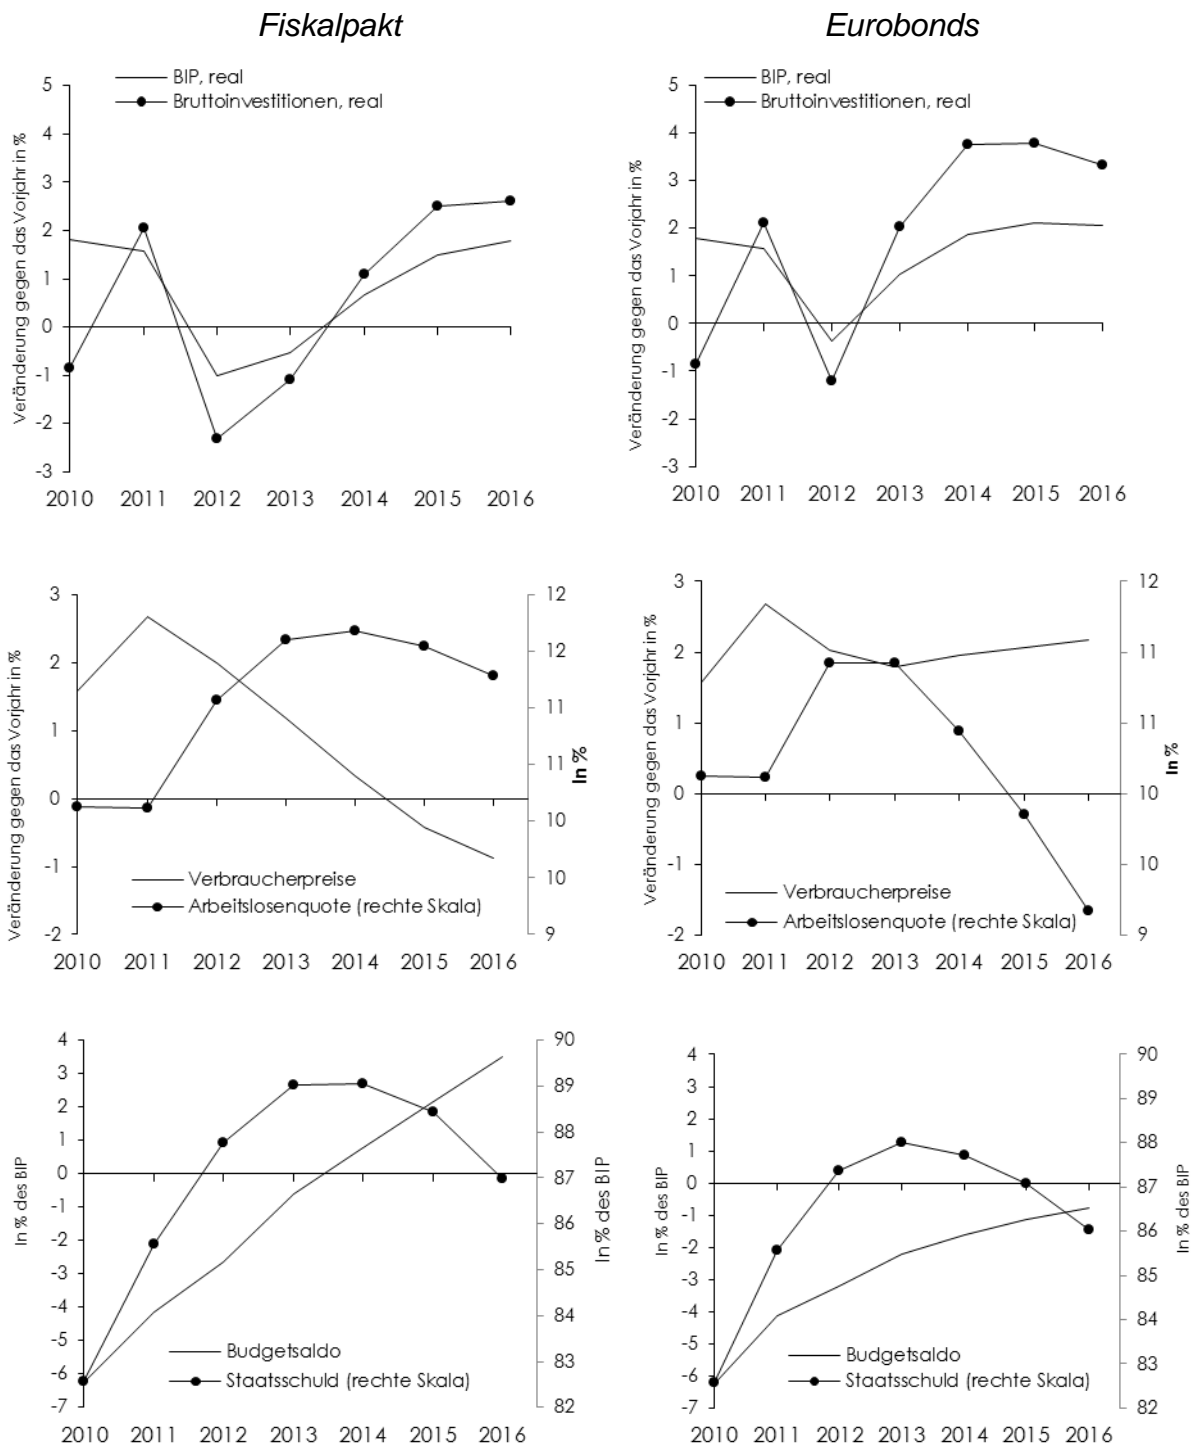 Fiskalpakt
Eurobonds
BIP, real
Bruttoinvestitionen, real
Veränderung gegen das Vorjahr in %
5
4
3
2
1
0
-1
-2
-3
2010 2011 2012 2013 2014 2015 2016
BIP, real
Bruttoinvestitionen, real
Veränderung gegen das Vorjahr in %
5
4
3
2
1
0
-1
-2
-3
2010 2011 2012 2013 2014 2015 2016
Veränderung gegen das Vorjahr in %
3
2
1
0
-1
-2
12
12
11
11
10
10
9
In %
Verbraucherpreise
Arbeitslosenquote (rechte Skala)
2010 2011 2012 2013 2014 2015 2016
Veränderung gegen das Vorjahr in %
3
2
1
0
-1
-2
12
11
11
10
10
9
In %
Verbraucherpreise
Arbeitslosenquote (rechte Skala)
2010 2011 2012 2013 2014 2015 2016
In % des BIP
4
3
2
1
0
-1
-2
-3
-4
-5
-6
-7
90
89
88
87
86
85
84
83
82
In % des BIP
Budgetsaldo
Staatsschuld (rechte Skala)
2010 2011 2012 2013 2014 2015 2016
In % des BIP
4
3
2
1
0
-1
-2
-3
-4
-5
-6
-7
90
89
88
87
86
85
84
83
82
In % des BIP
Budgetsaldo
Staatsschuld (rechte Skala)
2010 2011 2012 2013 2014 2015 2016